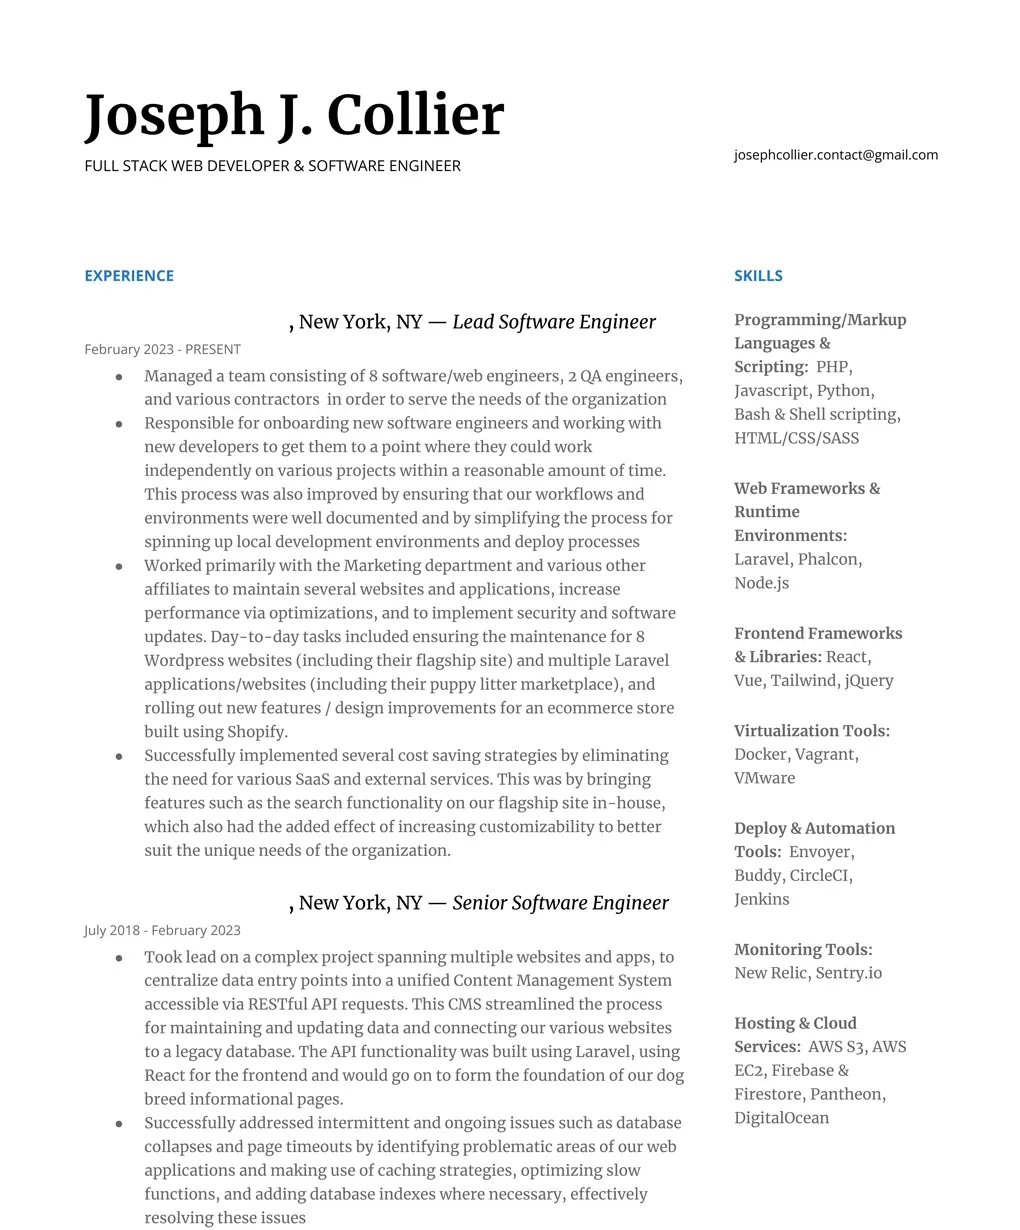 Joseph J. Collier
FULL STACK WEB DEVELOPER & SOFTWARE ENGINEER
josephcollier.contact@gmail.com
EXPERIENCE
, New York, NY — Lead Software Engineer
February 2023 - PRESENT
● Managed a team consisting of 8 software/web engineers, 2 QA engineers,
and various contractors  in order to serve the needs of the organization
● Responsible for onboarding new software engineers and working with
new developers to get them to a point where they could work
independently on various projects within a reasonable amount of time.
This process was also improved by ensuring that our workflows and
environments were well documented and by simplifying the process for
spinning up local development environments and deploy processes
● Worked primarily with the Marketing department and various other
affiliates to maintain several websites and applications, increase
performance via optimizations, and to implement security and software
updates. Day-to-day tasks included ensuring the maintenance for 8
Wordpress websites (including their flagship site) and multiple Laravel
applications/websites (including their puppy litter marketplace), and
rolling out new features / design improvements for an ecommerce store
built using Shopify.
● Successfully implemented several cost saving strategies by eliminating
the need for various SaaS and external services. This was by bringing
features such as the search functionality on our flagship site in-house,
which also had the added effect of increasing customizability to better
suit the unique needs of the organization.
, New York, NY — Senior Software Engineer
July 2018 - February 2023
● Took lead on a complex project spanning multiple websites and apps, to
centralize data entry points into a unified Content Management System
accessible via RESTful API requests. This CMS streamlined the process
for maintaining and updating data and connecting our various websites
to a legacy database. The API functionality was built using Laravel, using
React for the frontend and would go on to form the foundation of our dog
breed informational pages.
● Successfully addressed intermittent and ongoing issues such as database
collapses and page timeouts by identifying problematic areas of our web
applications and making use of caching strategies, optimizing slow
functions, and adding database indexes where necessary, effectively
resolving these issues
SKILLS
Programming/Markup
Languages &
Scripting:  PHP,
Javascript, Python,
Bash & Shell scripting,
HTML/CSS/SASS
Web Frameworks &
Runtime
Environments:
Laravel, Phalcon,
Node.js
Frontend Frameworks
& Libraries: React,
Vue, Tailwind, jQuery
Virtualization Tools:
Docker, Vagrant,
VMware
Deploy & Automation
Tools:  Envoyer,
Buddy, CircleCI,
Jenkins
Monitoring Tools:
New Relic, Sentry.io
Hosting & Cloud
Services:  AWS S3, AWS
EC2, Firebase &
Firestore, Pantheon,
DigitalOcean